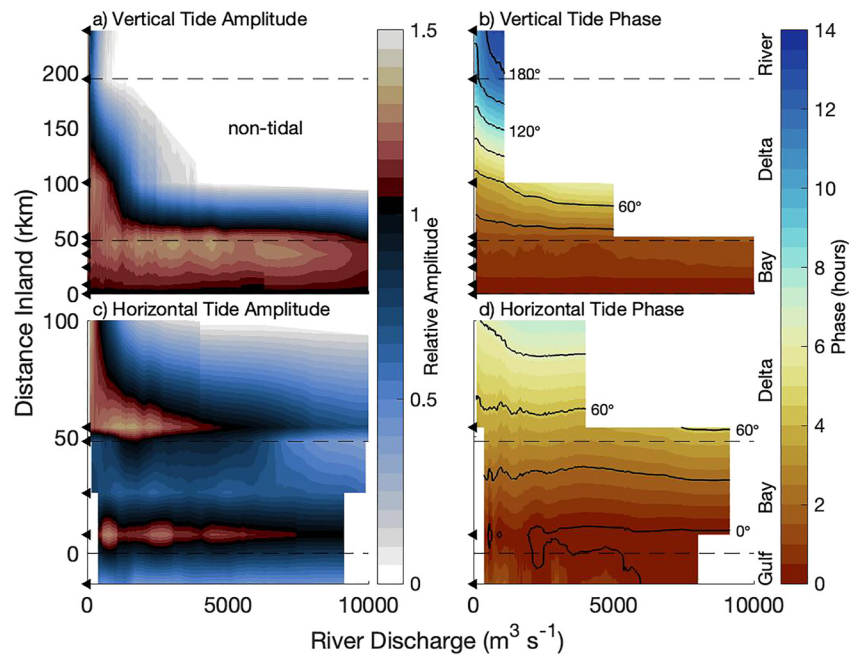 a) Vertical Tide Amplitude
b) Vertical Tide Phase
1.5
14
200
150
100
50
0
non-tidal
180°
120°
60°
River
Delta
Bay
12
10
8
6
4
2
0
1
0.5
0
Distance Inland (rkm)
Relative Amplitude
Phase (hours)
c) Horizontal Tide Amplitude
d) Horizontal Tide Phase
100
50
0
60°
60°
0°
Delta
Bay
Gulf
0
5000
10000
0
5000
10000
River Discharge (m³ s⁻¹)